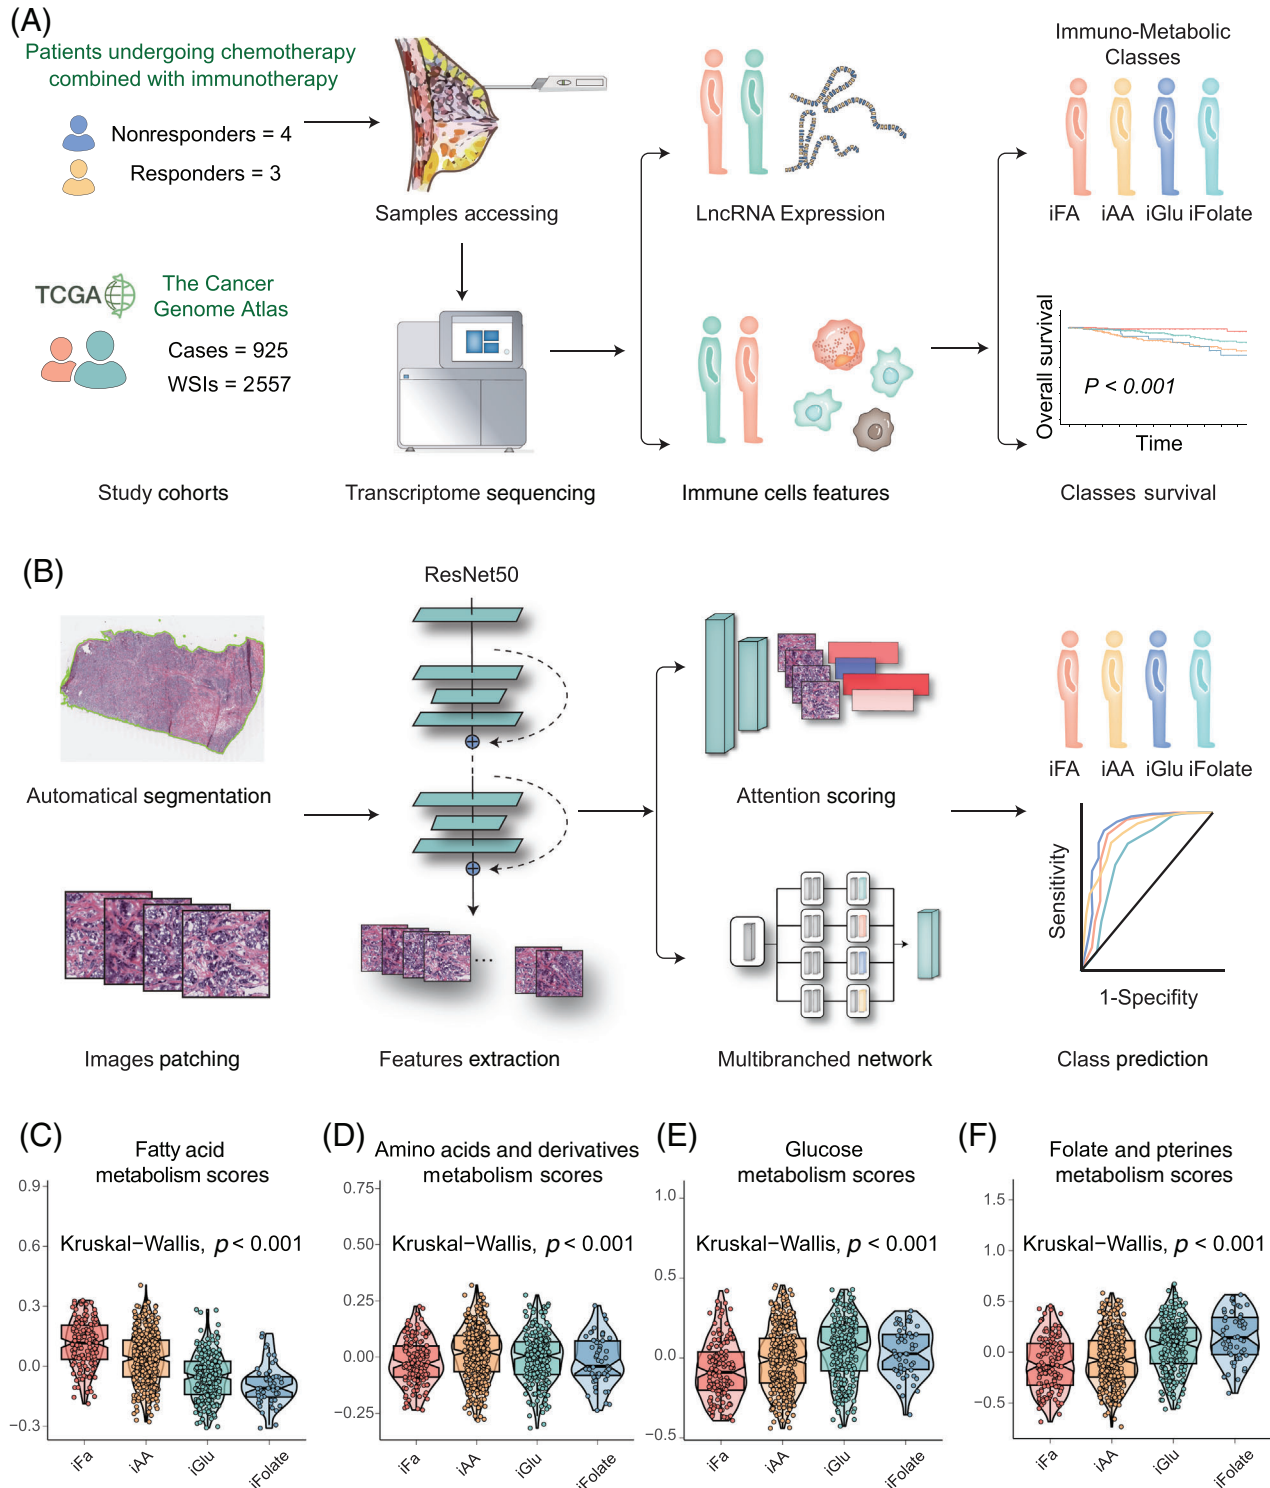 (A)
Patients undergoing chemotherapy
combined with immunotherapy
Nonresponders = 4
Responders = 3
Samples accessing
LncRNA Expression
Immuno-Metabolic
Classes
iFA iAA iGlu iFolate
TCGA
The Cancer
Genome Atlas
Cases = 925
WSIs = 2557
Overall survival
P < 0.001
Time
Study cohorts
Transcriptome sequencing
Immune cells features
Classes survival
(B)
ResNet50
Automatical segmentation
Attention scoring
iFA iAA iGlu iFolate
Sensitivity
1-Specifity
...
Images patching
Features extraction
Multibranched network
Class prediction
(C)
Fatty acid
metabolism scores
Kruskal−Wallis, p < 0.001
0.9
0.6
0.3
0.0
−0.3
iFa
iAA
iGlu
iFolate
(D)
Amino acids and derivatives
metabolism scores
Kruskal−Wallis, p < 0.001
0.75
0.50
0.25
0.00
−0.25
iFa
iAA
iGlu
iFolate
(E)
Glucose
metabolism scores
Kruskal−Wallis, p < 0.001
1.0
0.5
0.0
−0.5
iFa
iAA
iGlu
iFolate
(F)
Folate and pterines
metabolism scores
Kruskal−Wallis, p < 0.001
1.5
1.0
0.5
0.0
−0.5
iFa
iAA
iGlu
iFolate